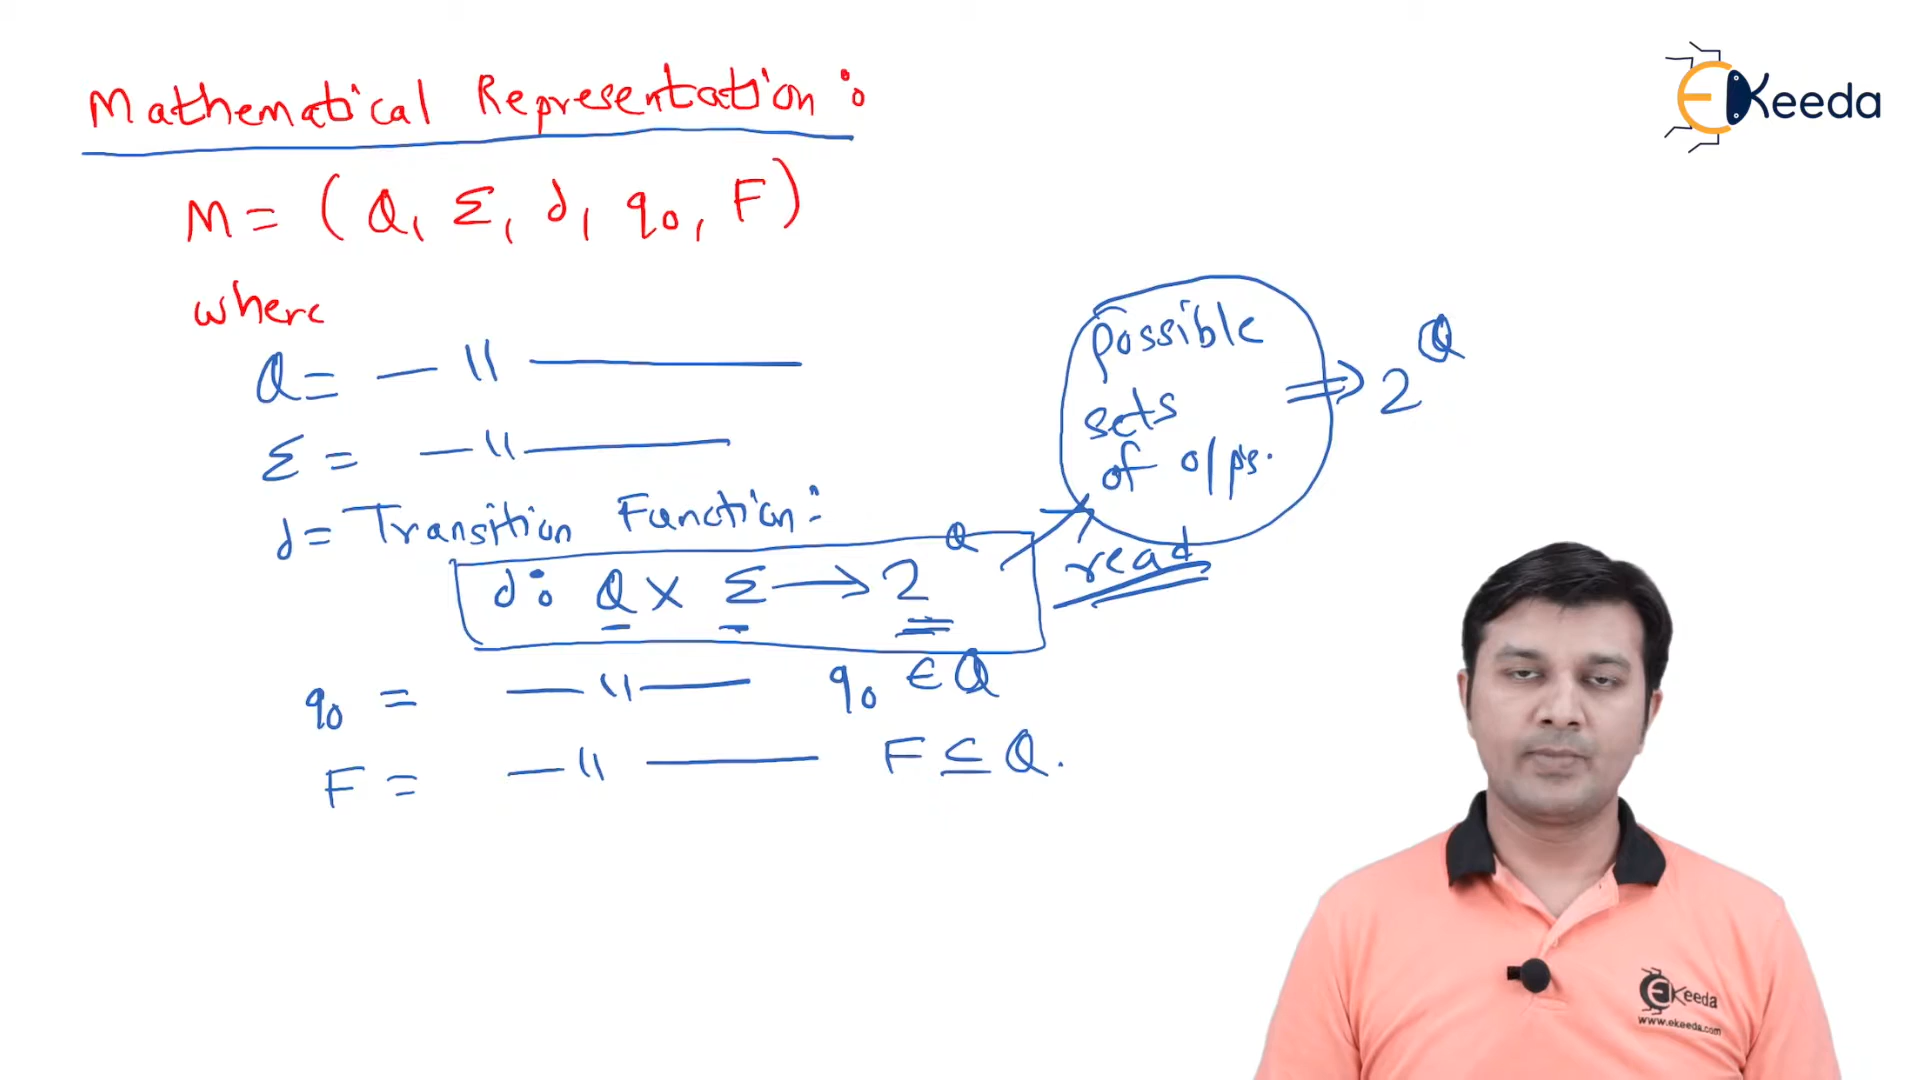 Mathematical Representation :
EKeeda
M = ( Q, Σ, d, q0, F )
where
Q = — " ——
Σ = — " ——
d = Transition Function :
d : Q × Σ → 2^Q
possible
sets
of o/p's.
⇒ 2^Q
read
q0 = — " —— q0 ∈ Q
F = — " —— F ⊆ Q.
EKeeda
www.ekeeda.com